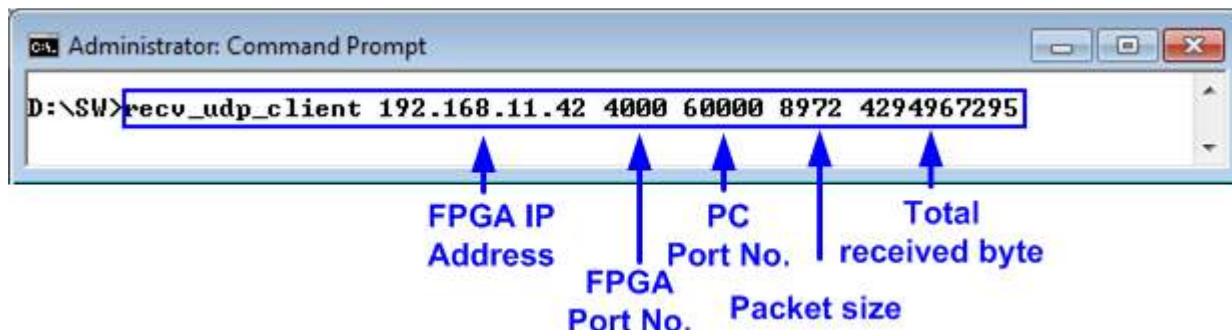 Administrator: Command Prompt
D:\SW>recv_udp_client 192.168.11.42 4000 60000 8972 4294967295
FPGA IP
Address
FPGA
Port No.
PC
Port No.
Packet size
Total
received byte